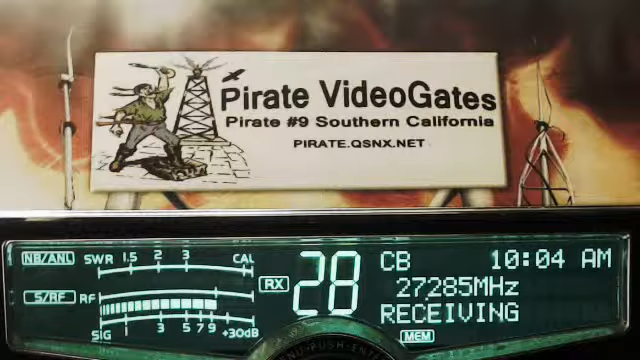 Pirate VideoGates
Pirate #9 Southern California
PIRATE.QSNX.NET
NB/ANL SWR 1.5 2 3 CAL
S/RF RF
SIG 3 5 7 9 +30dB
RX 28
CB 10:04 AM
27285MHz
RECEIVING
MEM